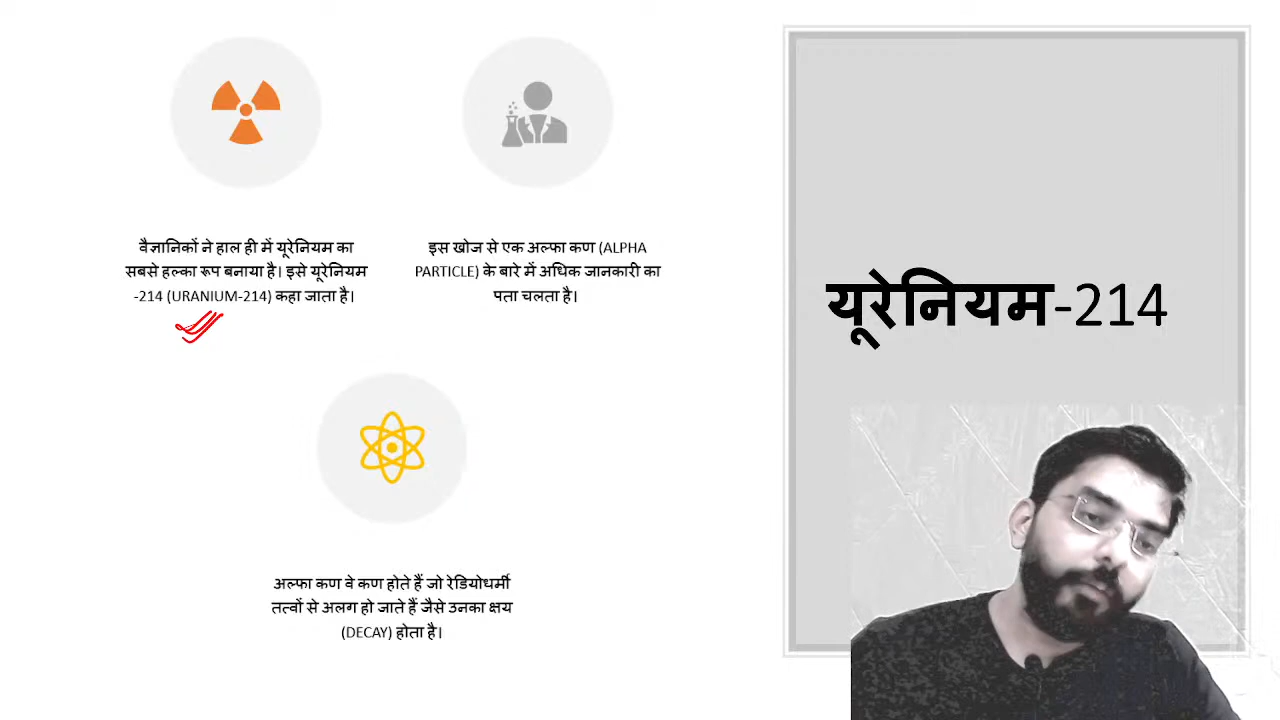 वैज्ञानिकों ने हाल ही में यूरेनियम का
सबसे हल्का रूप बनाया है। इसे यूरेनियम
-214 (URANIUM-214) कहा जाता है।
इस खोज से एक अल्फा कण (ALPHA
PARTICLE) के बारे में अधिक जानकारी का
पता चलता है।
अल्फा कण वे कण होते हैं जो रेडियोधर्मी
तत्वों से अलग हो जाते हैं जैसे उनका क्षय
(DECAY) होता है।
यूरेनियम-214